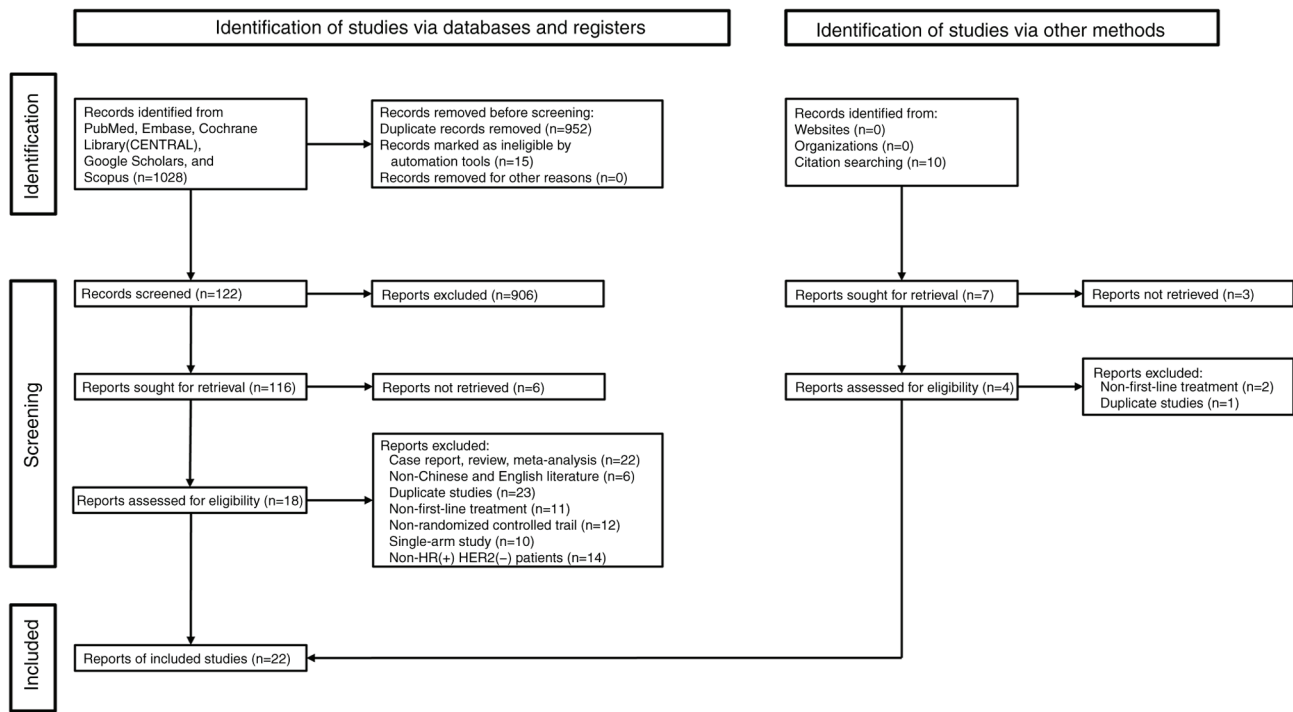 Identification of studies via databases and registers
Identification of studies via other methods
Identification
Records identified from
PubMed, Embase, Cochrane
Library(CENTRAL),
Google Scholars, and
Scopus (n=1028)
Records removed before screening:
Duplicate records removed (n=952)
Records marked as ineligible by
automation tools (n=15)
Records removed for other reasons (n=0)
Records identified from:
Websites (n=0)
Organizations (n=0)
Citation searching (n=10)
Screening
Records screened (n=122)
Reports excluded (n=906)
Reports sought for retrieval (n=7)
Reports not retrieved (n=3)
Reports sought for retrieval (n=116)
Reports not retrieved (n=6)
Reports assessed for eligibility (n=4)
Reports excluded:
Non-first-line treatment (n=2)
Duplicate studies (n=1)
Reports assessed for eligibility (n=18)
Reports excluded:
Case report, review, meta-analysis (n=22)
Non-Chinese and English literature (n=6)
Duplicate studies (n=23)
Non-first-line treatment (n=11)
Non-randomized controlled trail (n=12)
Single-arm study (n=10)
Non-HR(+) HER2(−) patients (n=14)
Included
Reports of included studies (n=22)